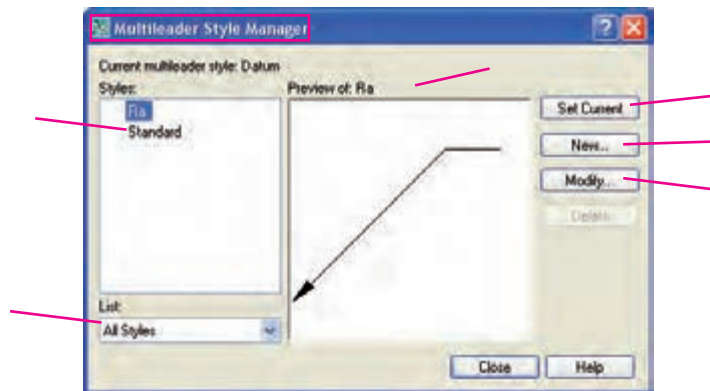 Multileader Style Manager
Current multileader style: Datum
Styles:
Preview of: Ra
Ra
Standard
Set Current
New...
Modify...
Delete
List:
All Styles
Close
Help